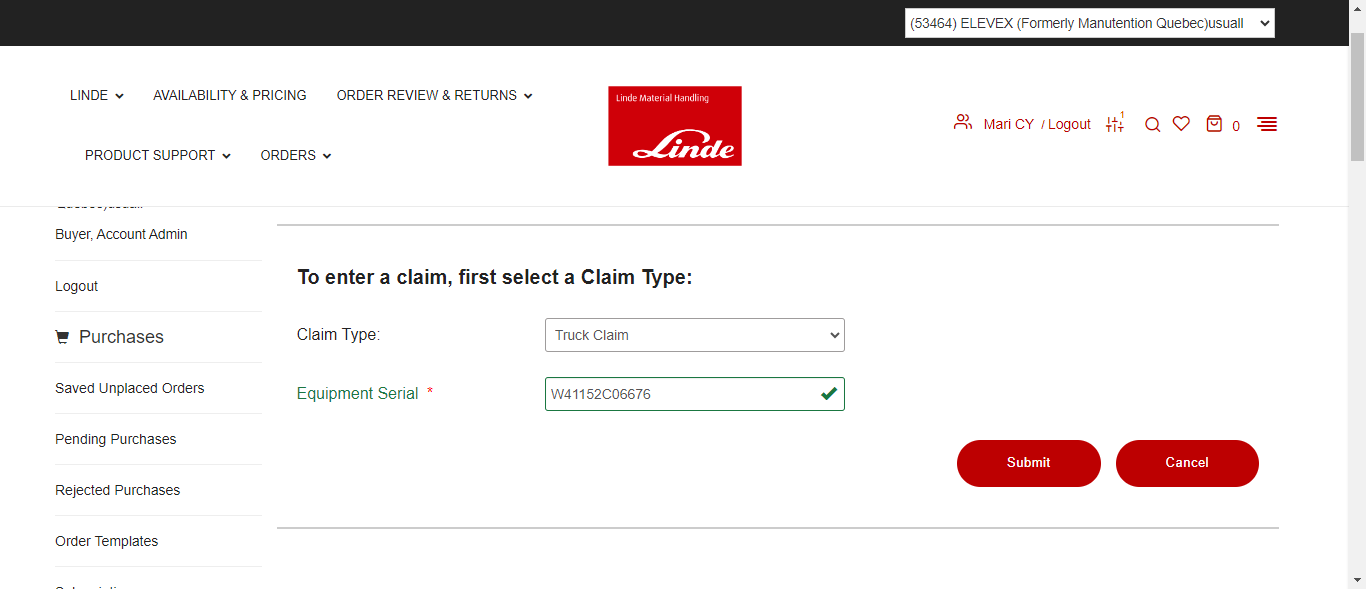 (53464) ELEVEX (Formerly Manutention Quebec)usuall
LINDE
AVAILABILITY & PRICING
ORDER REVIEW & RETURNS
PRODUCT SUPPORT
ORDERS
Linde Material Handling
Linde
Mari CY / Logout
1
0
Buyer, Account Admin
Logout
Purchases
Saved Unplaced Orders
Pending Purchases
Rejected Purchases
Order Templates
To enter a claim, first select a Claim Type:
Claim Type:
Truck Claim
Equipment Serial *
W41152C06676
Submit
Cancel